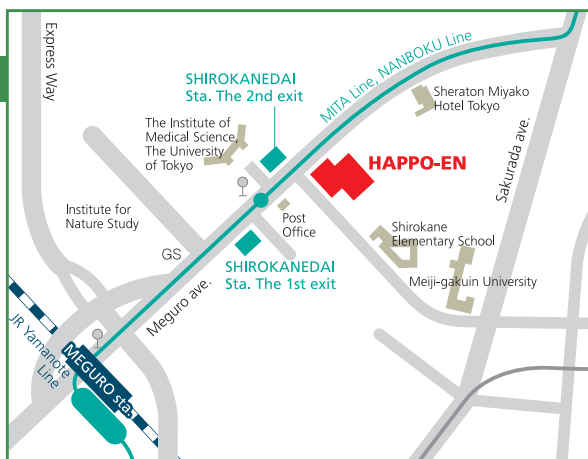 Express Way
SHIROKANEDAI
Sta. The 2nd exit
MITA Line, NANBOKU Line
Sheraton Miyako
Hotel Tokyo
The Institute of
Medical Science,
The University
of Tokyo
HAPPO-EN
Sakurada ave.
Institute for
Nature Study
Post
Office
Shirokane
Elementary School
GS
SHIROKANEDAI
Sta. The 1st exit
Meiji-gakuin University
Meguro ave.
JR Yamanote
Line
MEGURO sta.